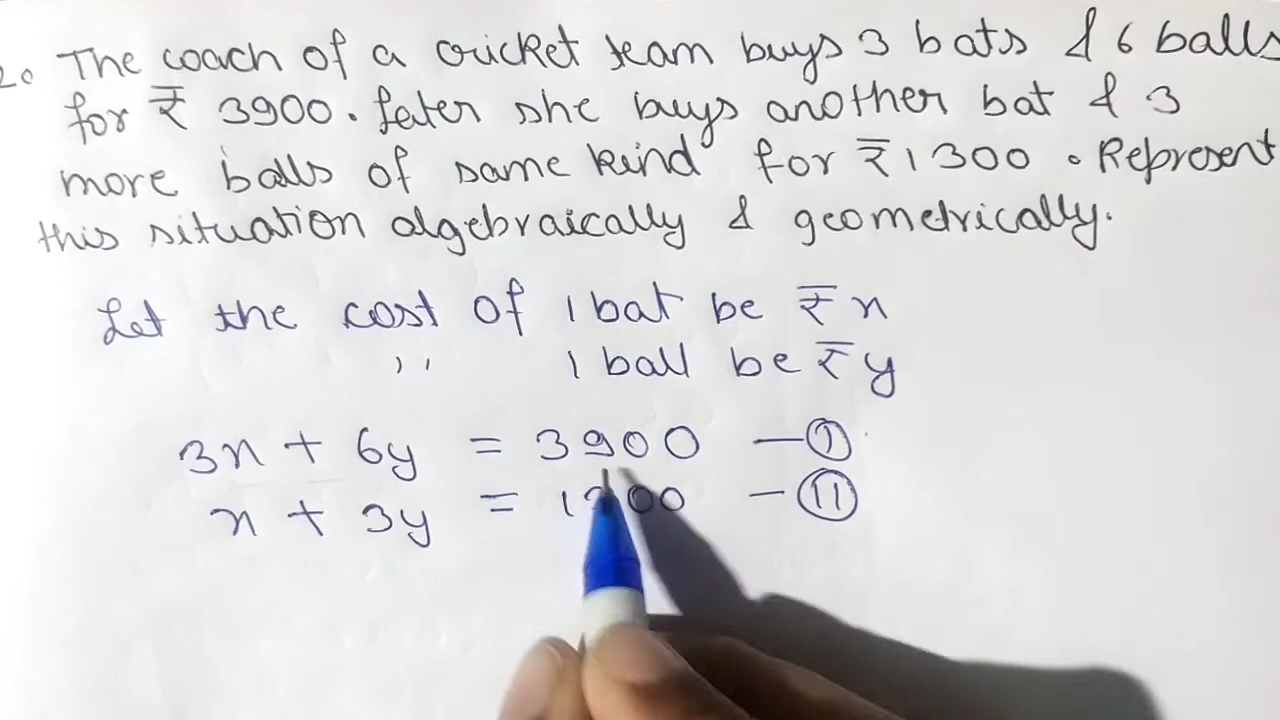 2. The coach of a cricket team buys 3 bats & 6 balls
for ₹ 3900. Later she buys another bat & 3
more balls of same kind for ₹1300. Represent
this situation algebraically & geometrically.
Let the cost of 1 bat be ₹ x
,, 1 ball be ₹ y
3x + 6y = 3900 — (I)
x + 3y = 1300 — (II)